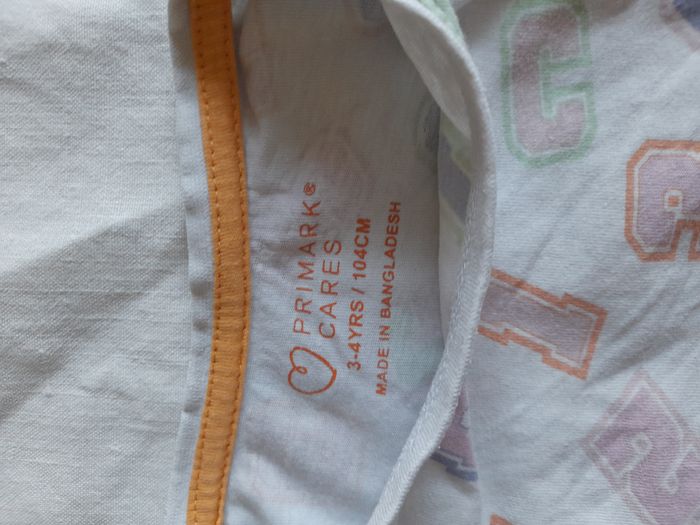 PRIMARK®
CARES
3-4YRS / 104CM
MADE IN BANGLADESH
C
I